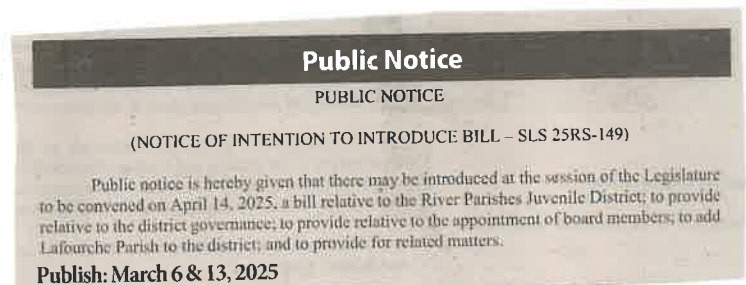 Public Notice
PUBLIC NOTICE
(NOTICE OF INTENTION TO INTRODUCE BILL – SLS 25RS-149)
Public notice is hereby given that there may be introduced at the session of the Legislature
to be convened on April 14, 2025, a bill relative to the River Parishes Juvenile District; to provide
relative to the district governance; to provide relative to the appointment of board members; to add
Lafourche Parish to the district; and to provide for related matters.
Publish: March 6 & 13, 2025